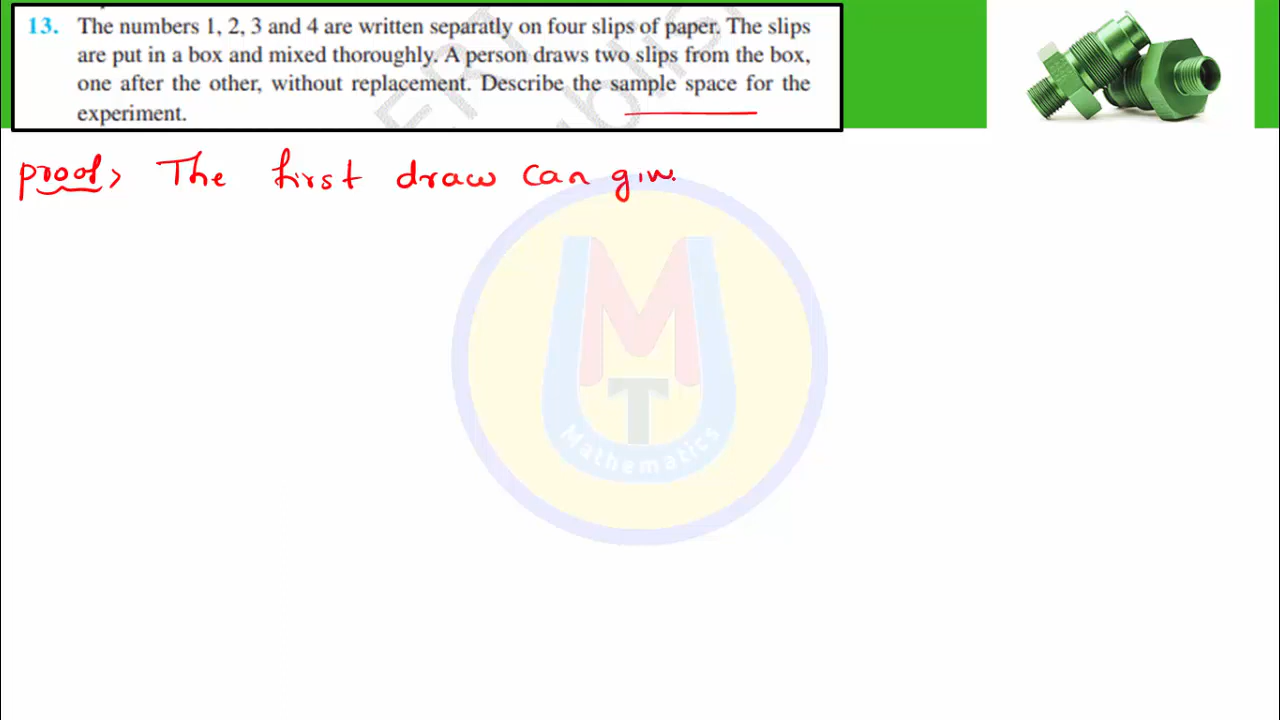 13. The numbers 1, 2, 3 and 4 are written separatly on four slips of paper. The slips
are put in a box and mixed thoroughly. A person draws two slips from the box,
one after the other, without replacement. Describe the sample space for the
experiment.
proof> The first draw can giv
MT
Mathematics